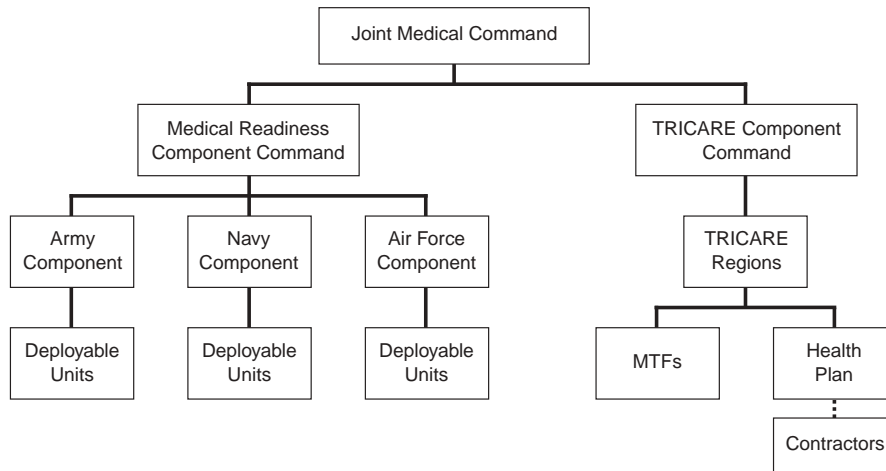 Joint Medical Command
Medical Readiness
Component Command
TRICARE Component
Command
Army
Component
Navy
Component
Air Force
Component
TRICARE
Regions
Deployable
Units
Deployable
Units
Deployable
Units
MTFs
Health
Plan
Contractors